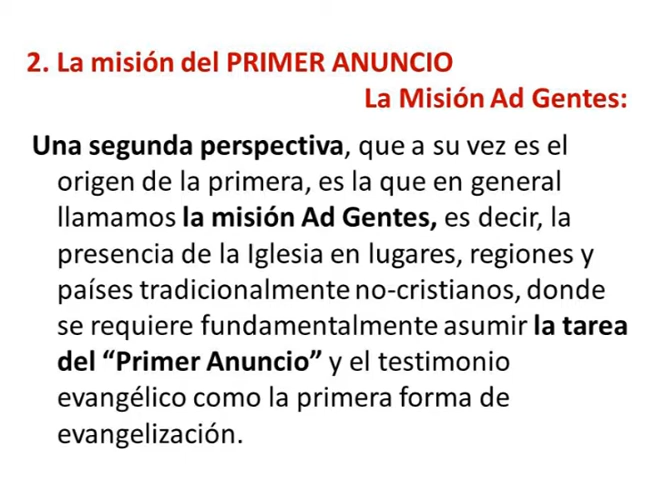 2. La misión del PRIMER ANUNCIO
La Misión Ad Gentes:
Una segunda perspectiva, que a su vez es el
origen de la primera, es la que en general
llamamos la misión Ad Gentes, es decir, la
presencia de la Iglesia en lugares, regiones y
países tradicionalmente no-cristianos, donde
se requiere fundamentalmente asumir la tarea
del “Primer Anuncio” y el testimonio
evangélico como la primera forma de
evangelización.